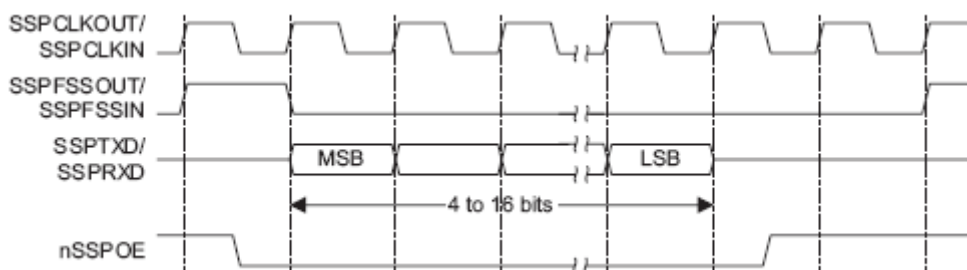 SSPCLKOUT/
SSPCLKIN
SSPFSSOUT/
SSPFSSIN
SSPTXD/
SSPRXD
MSB
LSB
4 to 16 bits
nSSPOE